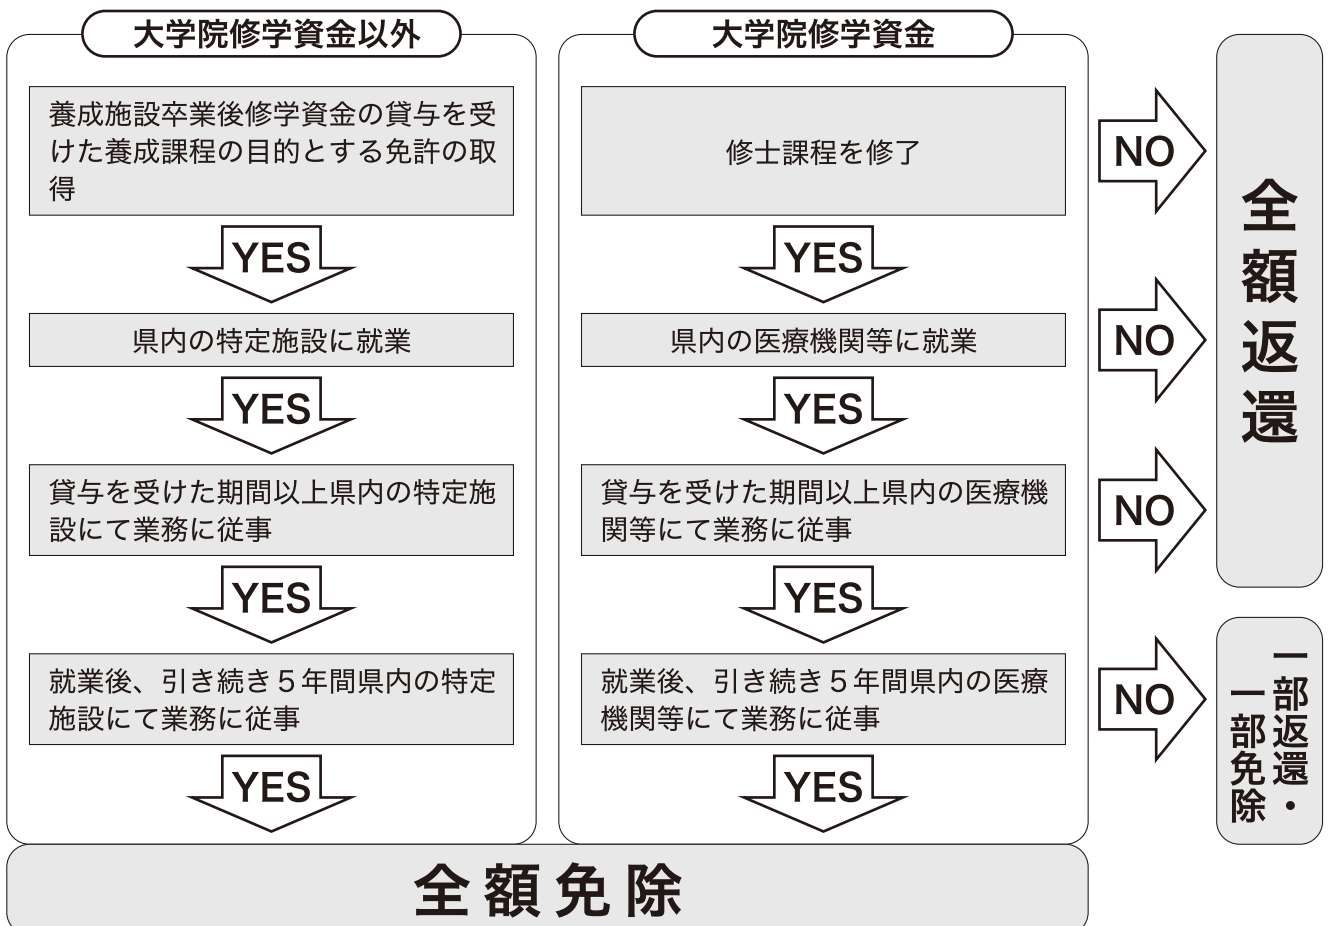 大学院修学資金以外
養成施設卒業後修学資金の貸与を受
けた養成課程の目的とする免許の取
得
YES
県内の特定施設に就業
YES
貸与を受けた期間以上県内の特定施
設にて業務に従事
YES
就業後、引き続き５年間県内の特定
施設にて業務に従事
YES
大学院修学資金
修士課程を修了
YES
県内の医療機関等に就業
YES
貸与を受けた期間以上県内の医療機
関等にて業務に従事
YES
就業後、引き続き５年間県内の医療
機関等にて業務に従事
YES
NO
NO
NO
NO
全額返還
一部返還・
一部免除
全額免除